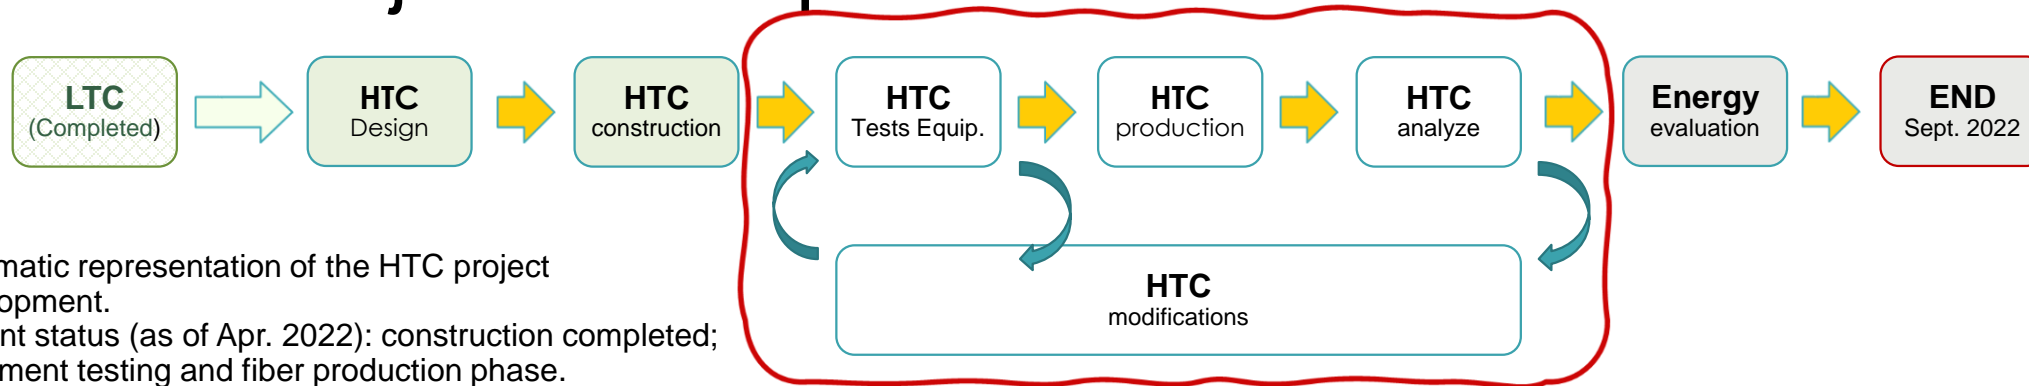 LTC
(Completed)
HTC
Design
HTC
construction
HTC
Tests Equip.
HTC
production
HTC
analyze
Energy
evaluation
END
Sept. 2022
HTC
modifications
matic representation of the HTC project
opment.
nt status (as of Apr. 2022): construction completed;
ment testing and fiber production phase.